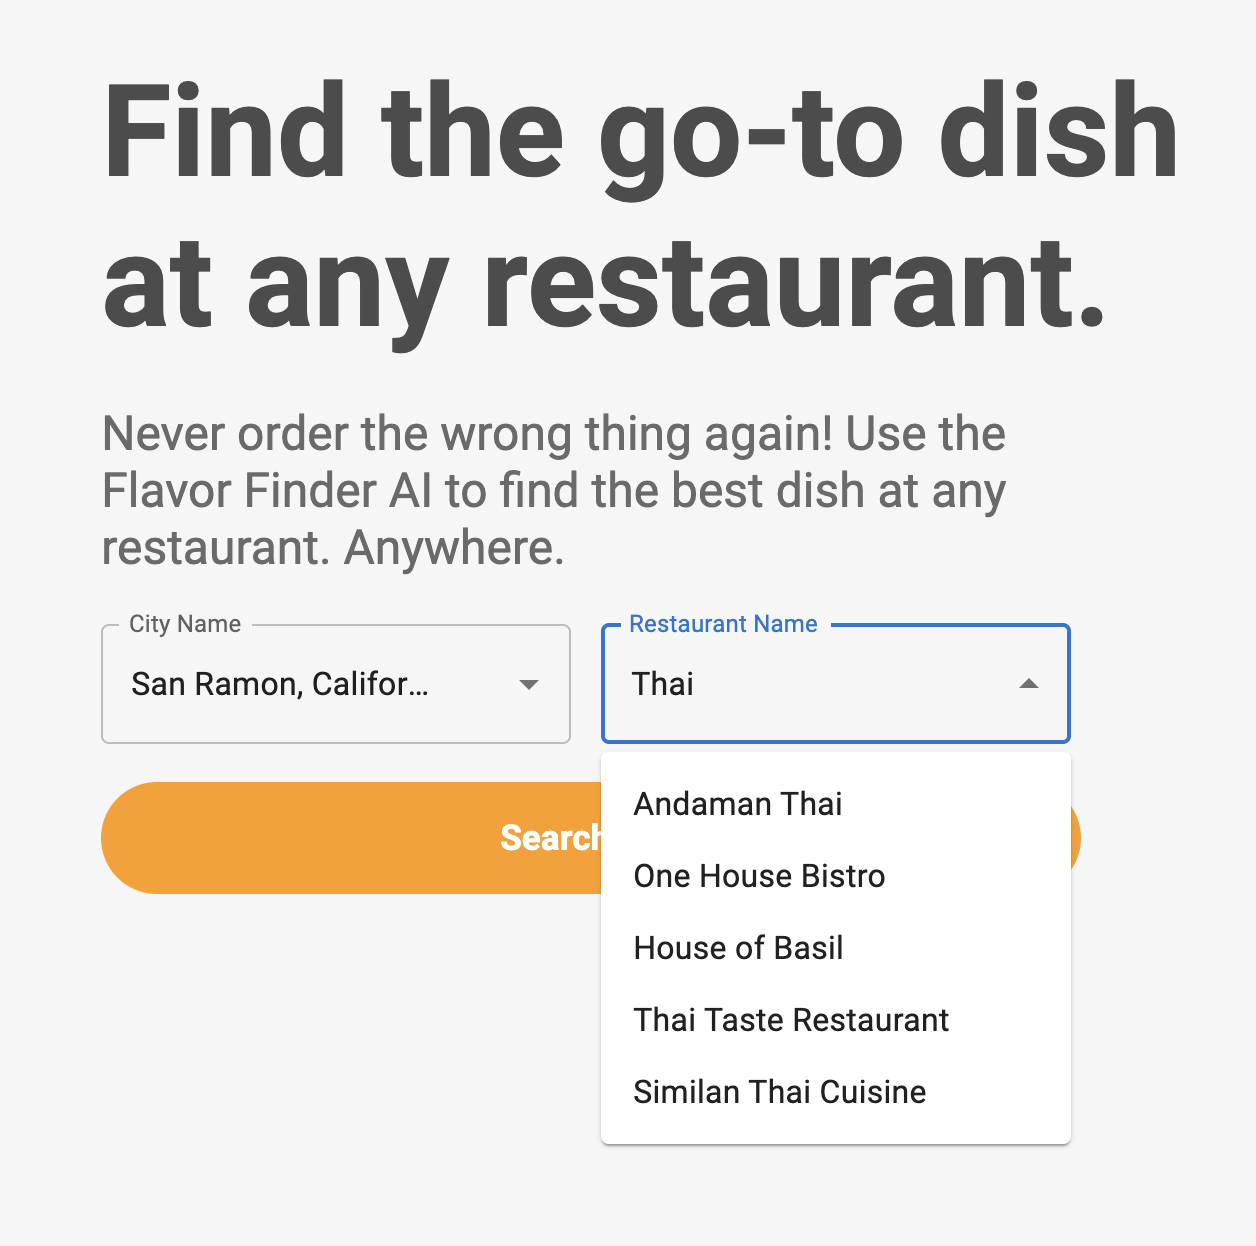 Find the go-to dish
at any restaurant.
Never order the wrong thing again! Use the
Flavor Finder AI to find the best dish at any
restaurant. Anywhere.
City Name
San Ramon, Califor...
Restaurant Name
Thai
Search
Andaman Thai
One House Bistro
House of Basil
Thai Taste Restaurant
Similan Thai Cuisine